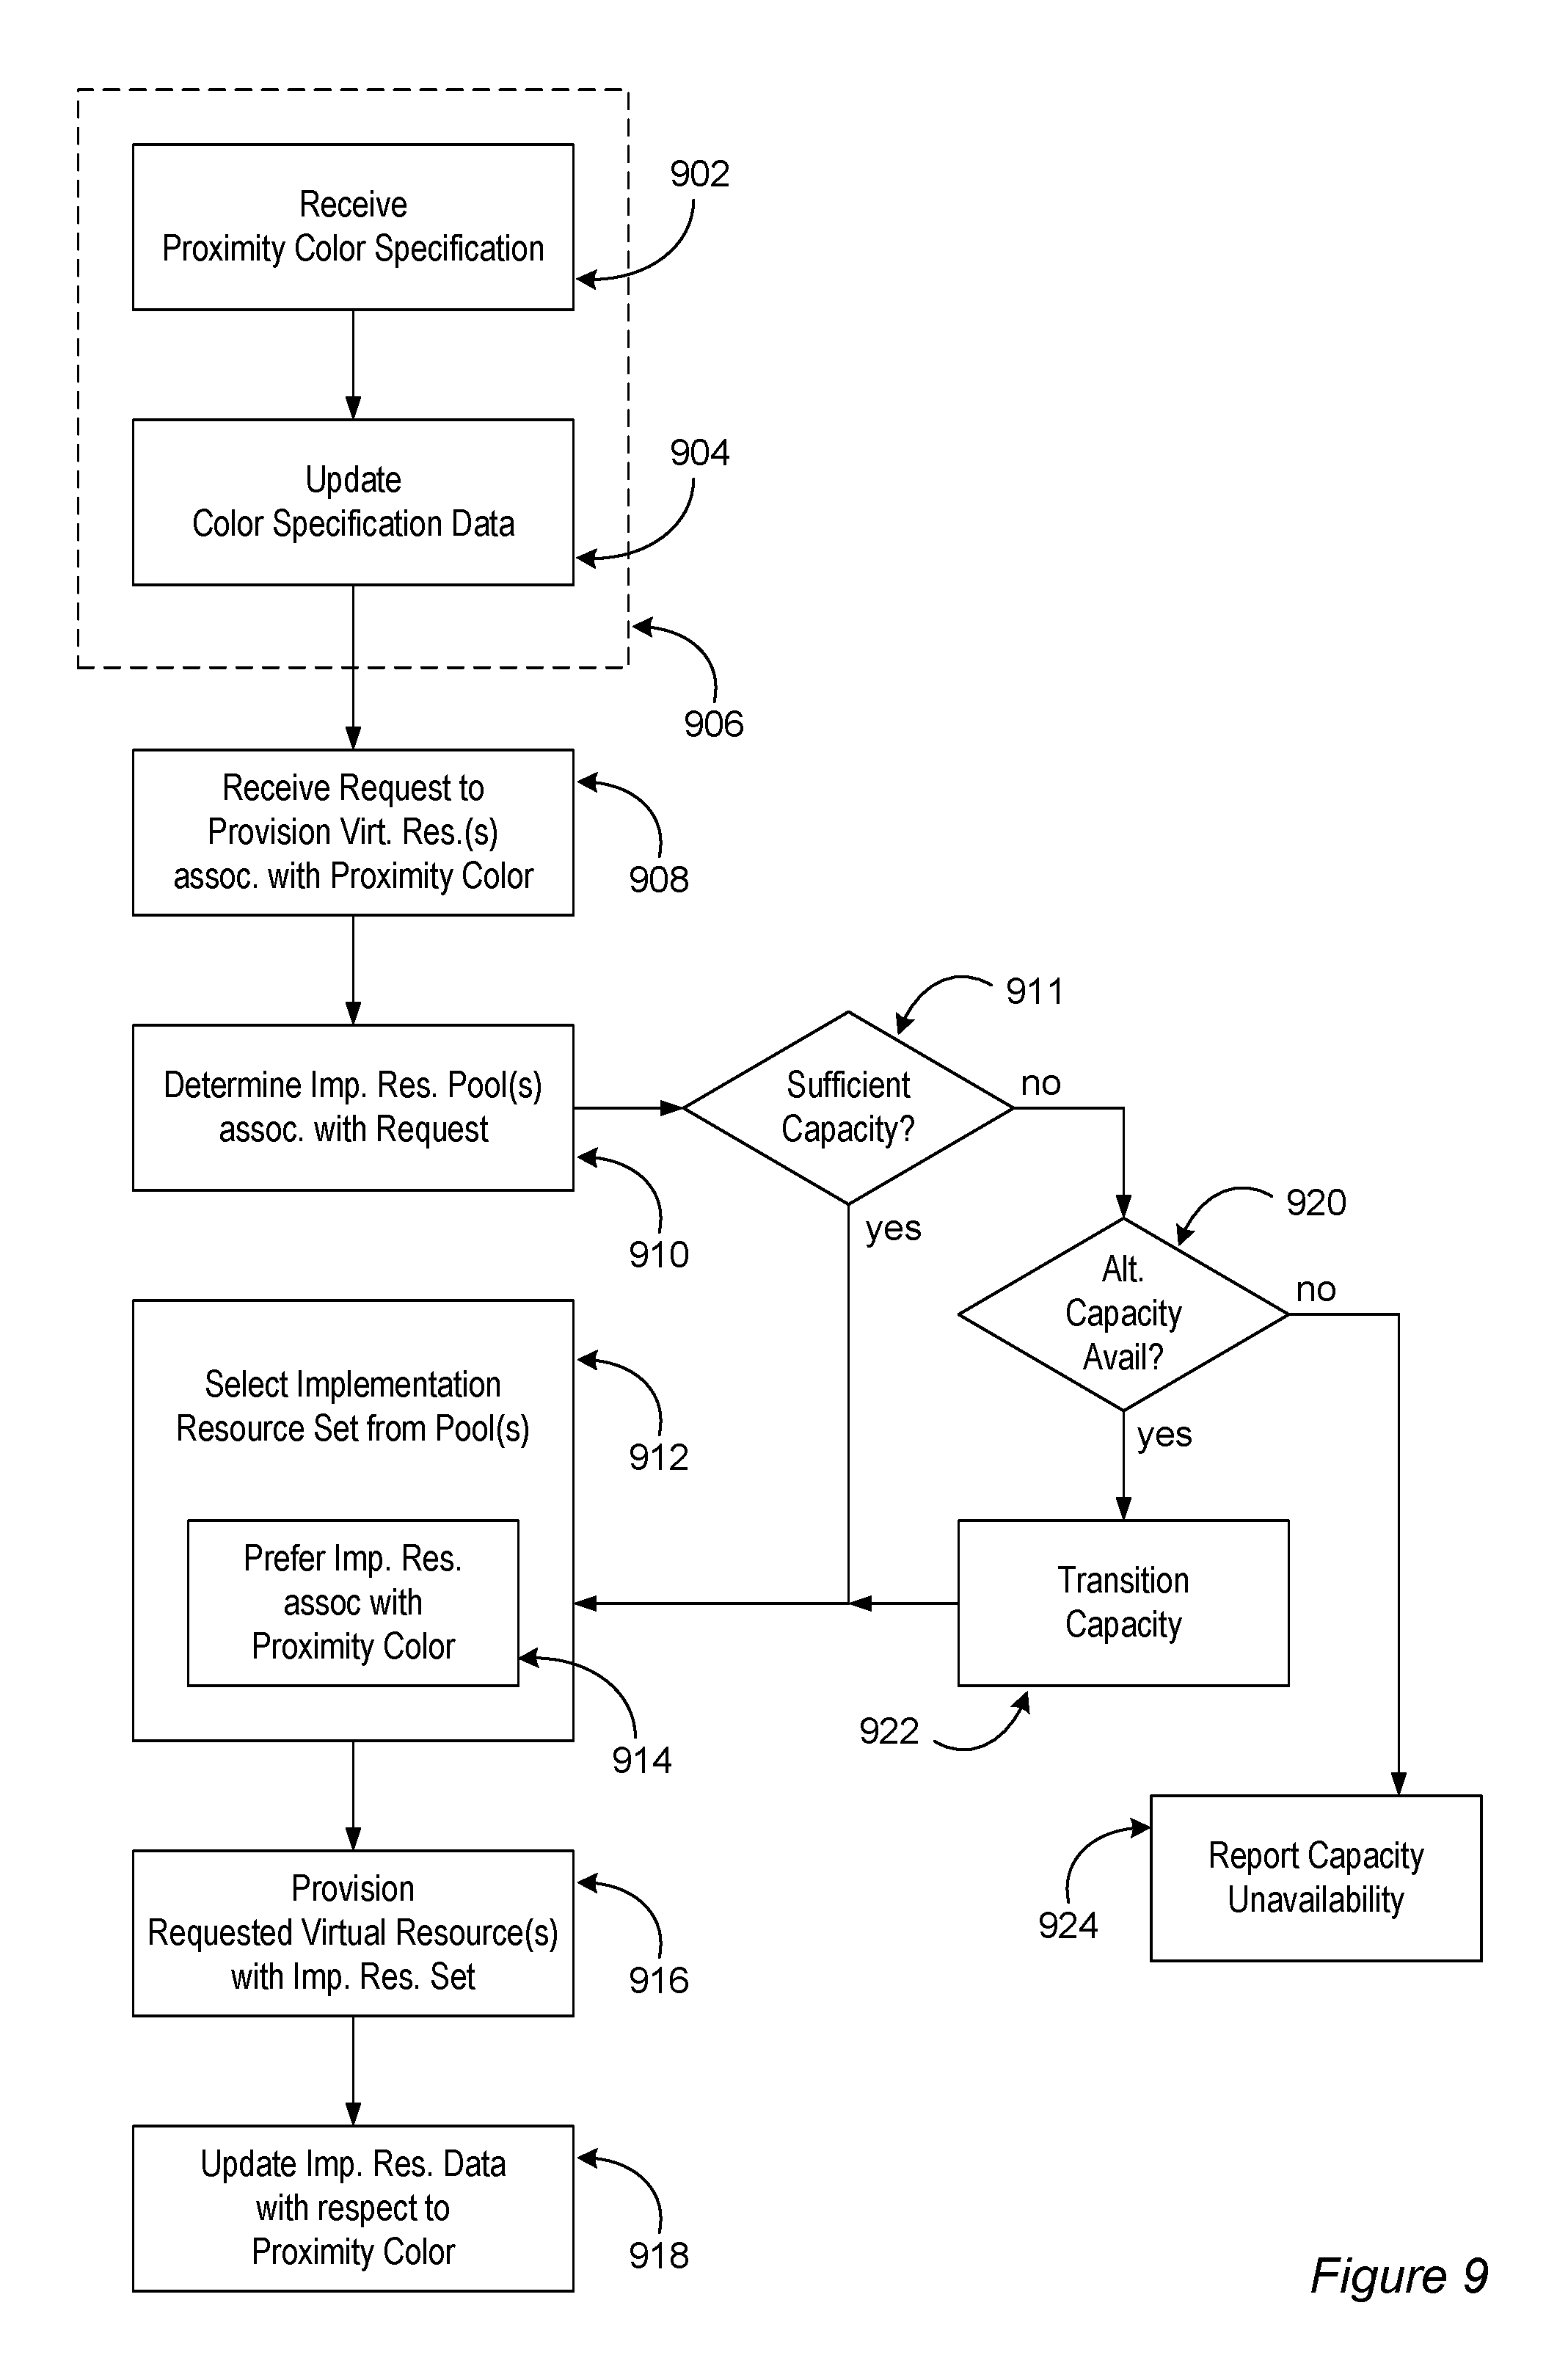 Receive
Proximity Color Specification
902
Update
Color Specification Data
904
906
Receive Request to
Provision Virt. Res.(s)
assoc. with Proximity Color
908
Determine Imp. Res. Pool(s)
assoc. with Request
910
Sufficient
Capacity?
911
no
yes
Alt.
Capacity
Avail?
920
no
yes
Select Implementation
Resource Set from Pool(s)
912
Prefer Imp. Res.
assoc with
Proximity Color
914
Transition
Capacity
922
Report Capacity
Unavailability
924
Provision
Requested Virtual Resource(s)
with Imp. Res. Set
916
Update Imp. Res. Data
with respect to
Proximity Color
918
Figure 9